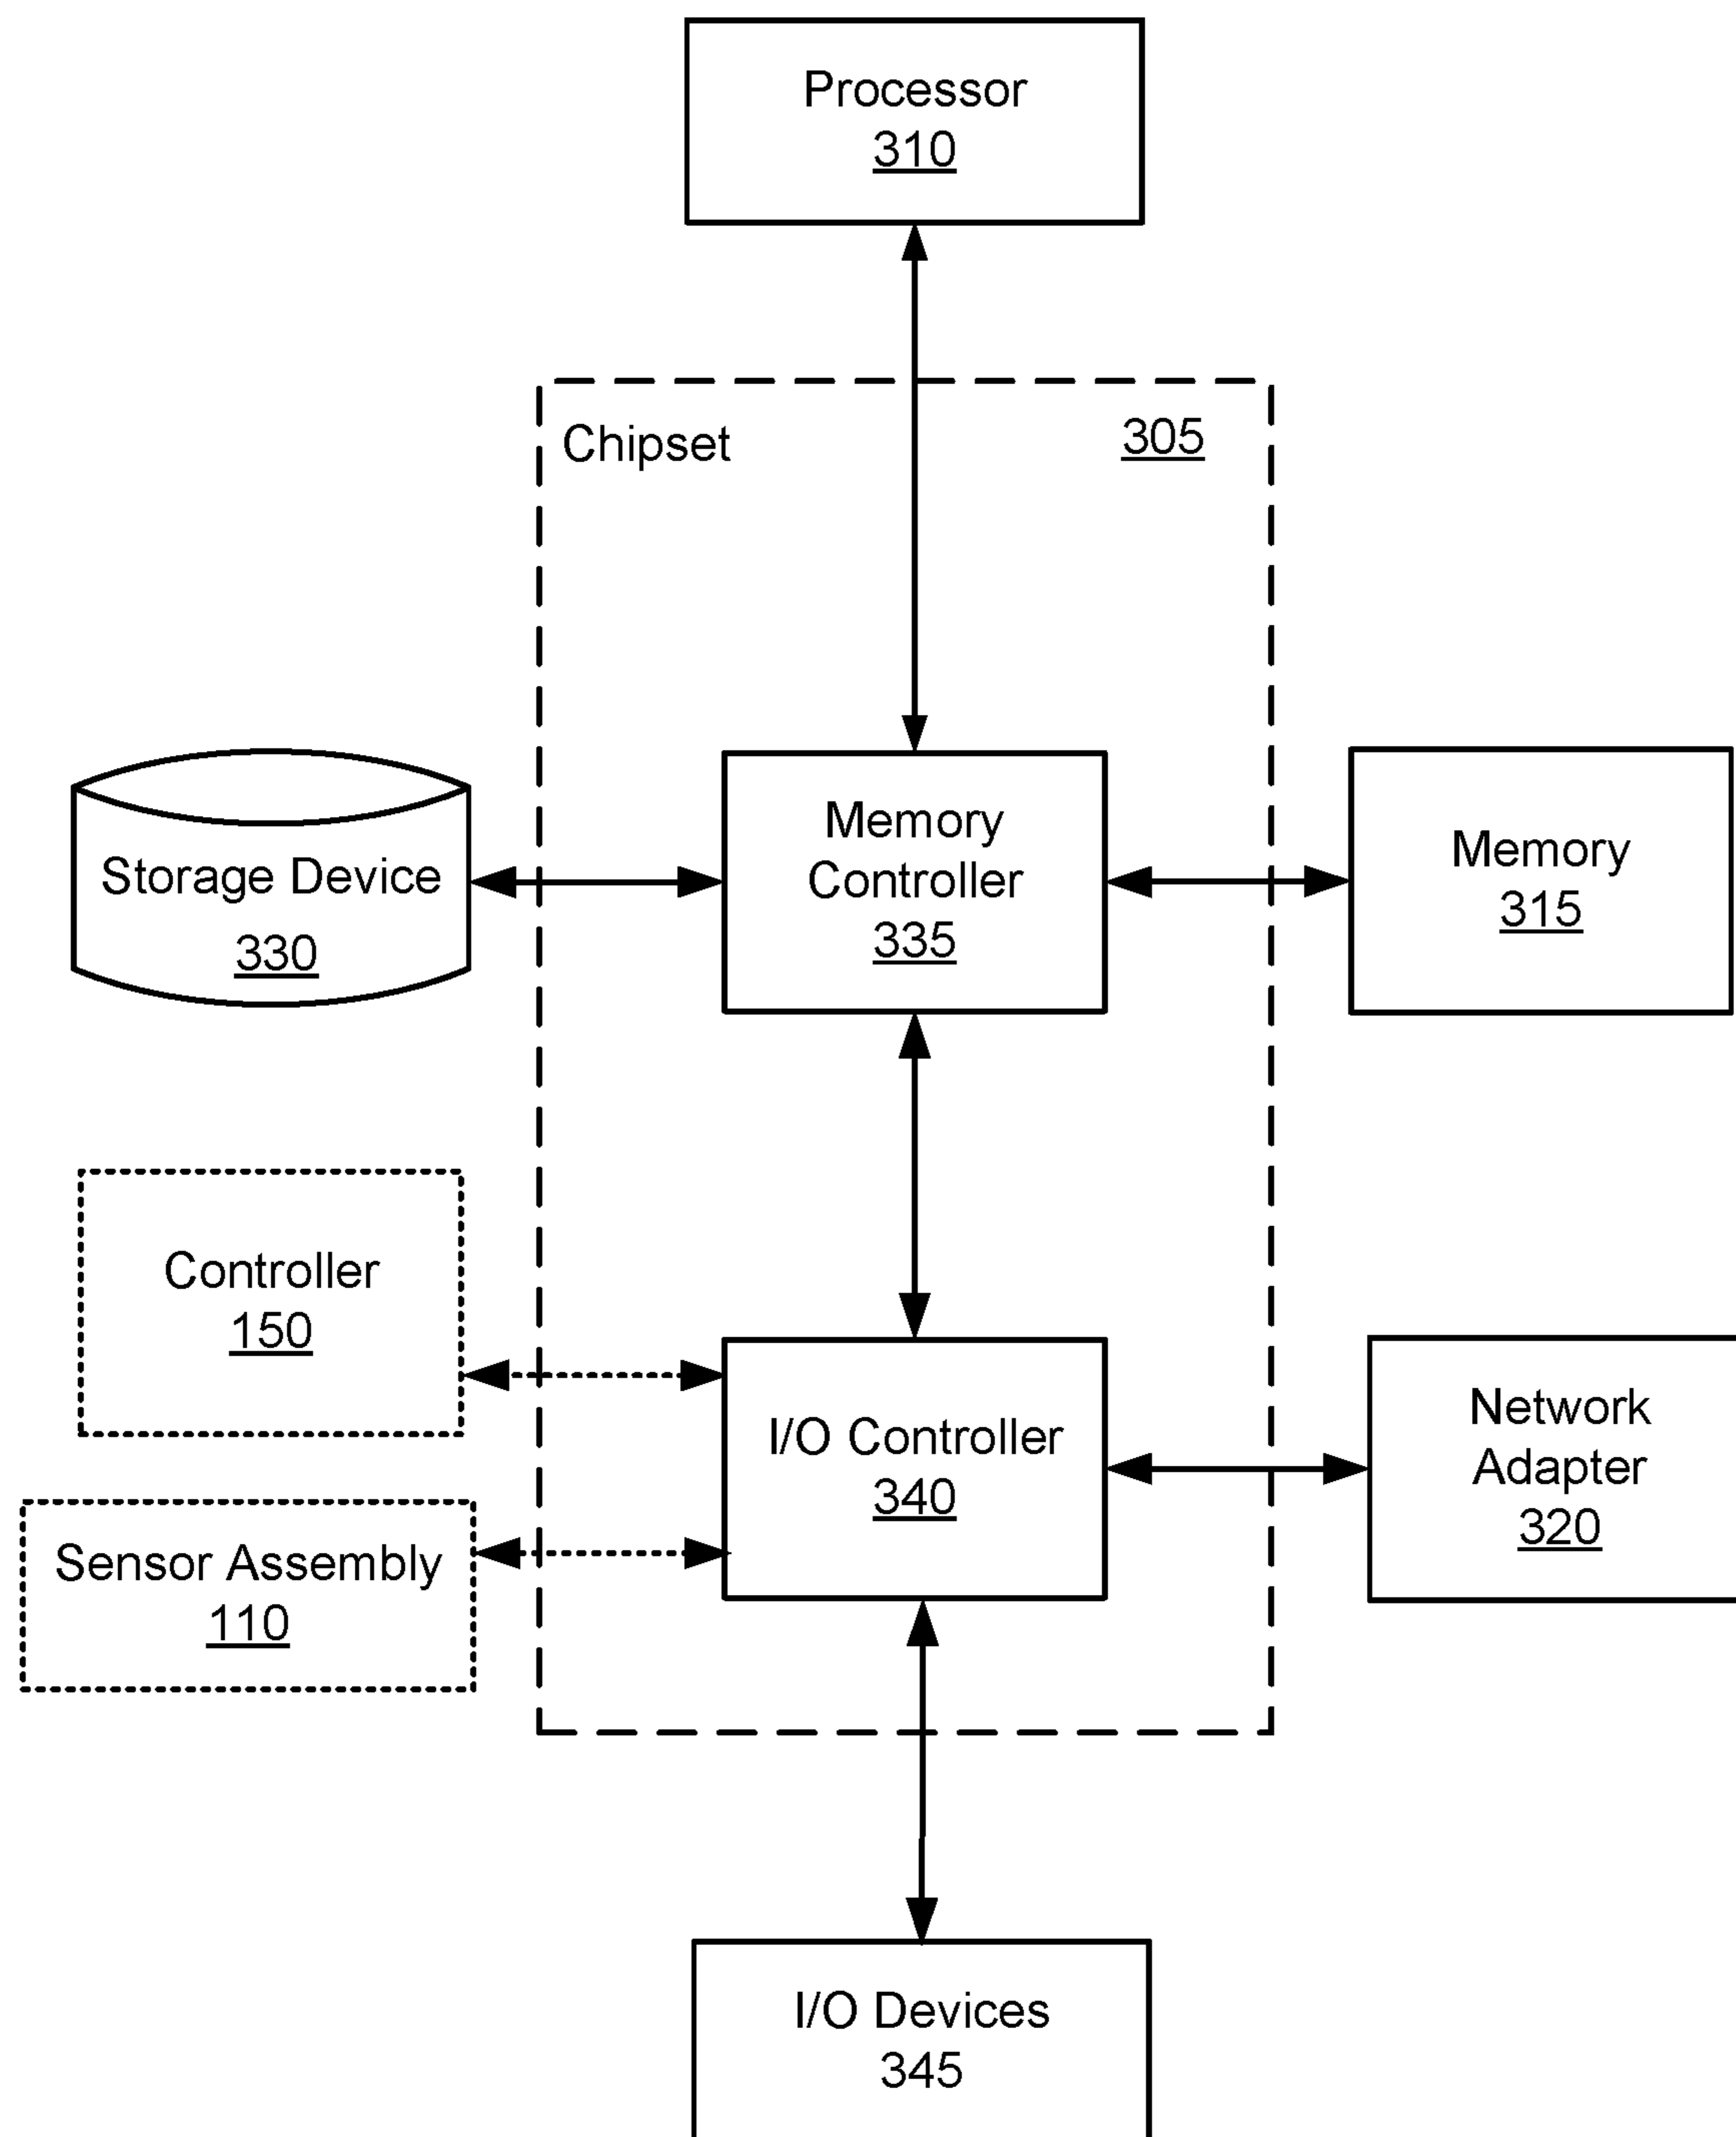 Processor
310
Chipset
305
Storage Device
330
Memory
Controller
335
Memory
315
Controller
150
I/O Controller
340
Network
Adapter
320
Sensor Assembly
110
I/O Devices
345